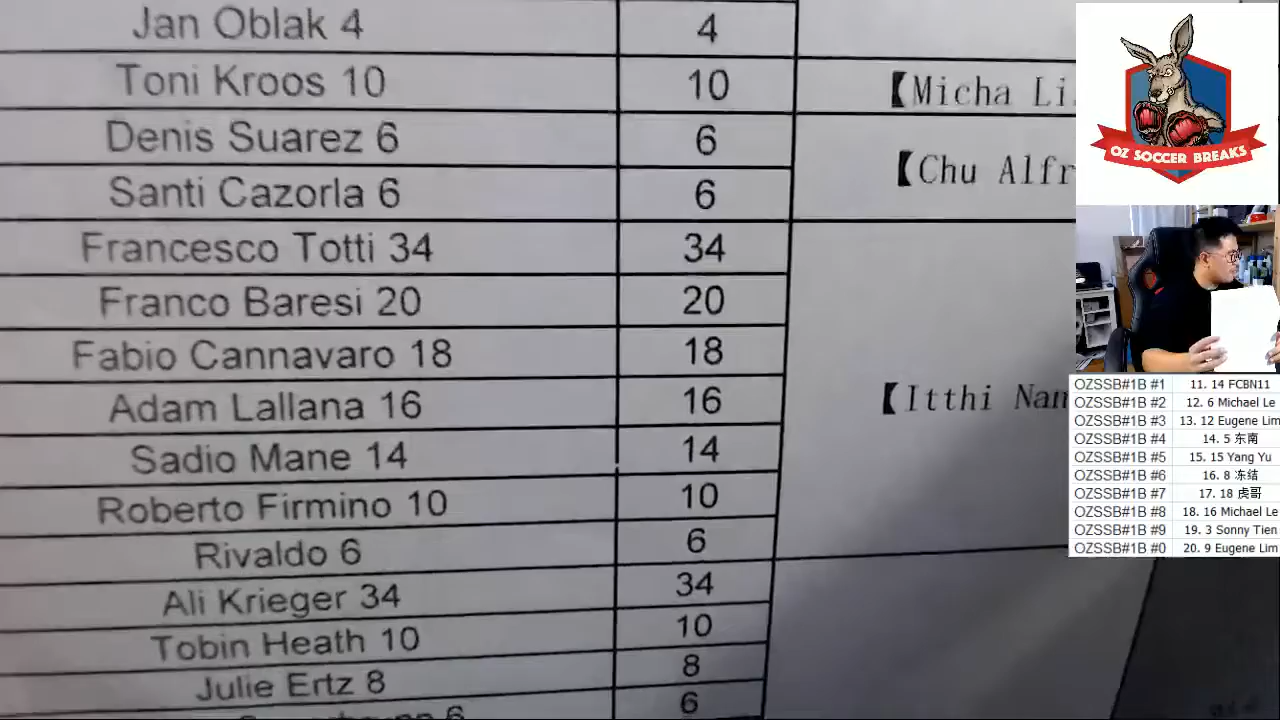 Jan Oblak 4 4
Toni Kroos 10 10 【Micha Li
Denis Suarez 6 6
【Chu Alfr
Santi Cazorla 6 6
Francesco Totti 34 34
Franco Baresi 20 20
Fabio Cannavaro 18 18
Adam Lallana 16 16 【Itthi Nan
Sadio Mane 14 14
Roberto Firmino 10 10
Rivaldo 6 6
Ali Krieger 34 34
Tobin Heath 10 10
Julie Ertz 8 8
6 6
OZ SOCCER BREAKS
OZSSB#1B #1 11. 14 FCBN11
OZSSB#1B #2 12. 6 Michael Le
OZSSB#1B #3 13. 12 Eugene Lim
OZSSB#1B #4 14. 5 东南
OZSSB#1B #5 15. 15 Yang Yu
OZSSB#1B #6 16. 8 冻结
OZSSB#1B #7 17. 18 虎哥
OZSSB#1B #8 18. 16 Michael Le
OZSSB#1B #9 19. 3 Sonny Tien
OZSSB#1B #0 20. 9 Eugene Lim